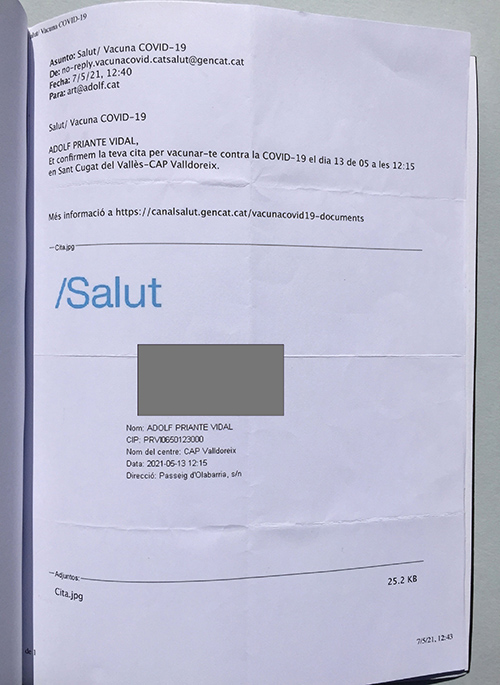 Salut/ Vacuna COVID-19
Asunto: Salut/ Vacuna COVID-19
De: no-reply.vacunacovid.catsalut@gencat.cat
Fecha: 7/5/21, 12:40
Para: art@adolf.cat
Salut/ Vacuna COVID-19
ADOLF PRIANTE VIDAL,
Et confirmem la teva cita per vacunar-te contra la COVID-19 el dia 13 de 05 a les 12:15
en Sant Cugat del Vallès-CAP Valldoreix.
Més informació a https://canalsalut.gencat.cat/vacunacovid19-documents
Cita.jpg
/Salut
Nom: ADOLF PRIANTE VIDAL
CIP: PRVI0650123000
Nom del centre: CAP Valldoreix
Data: 2021-05-13 12:15
Direcció: Passeig d'Olabarria, s/n
Adjuntos:
Cita.jpg 25.2 KB
de 1 7/5/21, 12:43